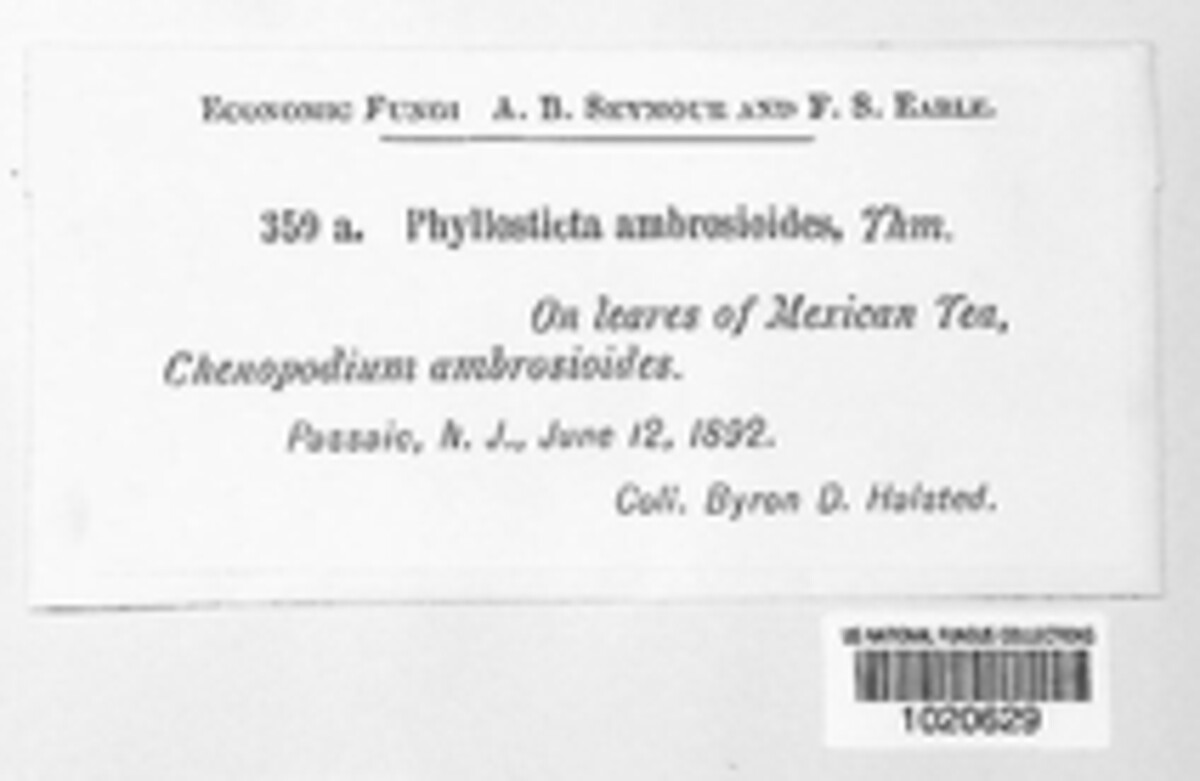 ECONOMIC FUNGI A. B. SEYMOUR AND F. S. EARLE.
359 a. Phyllosticta ambrosioides, Thm.
On leaves of Mexican Tea,
Chenopodium ambrosioides.
Passaic, N. J., June 12, 1892.
Coll. Byron D. Halsted.
US NATIONAL FUNGUS COLLECTIONS
1020629